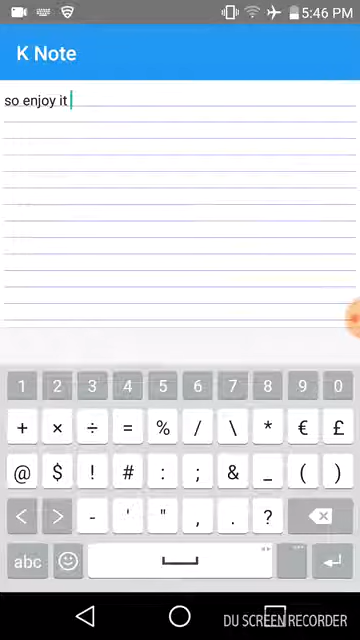 5:46 PM
K Note
so enjoy it
1 2 3 4 5 6 7 8 9 0
+ × ÷ = % / \ * € £
@ $ ! # : ; & _ ( )
< > - ' " , . ?
abc
DU SCREEN RECORDER